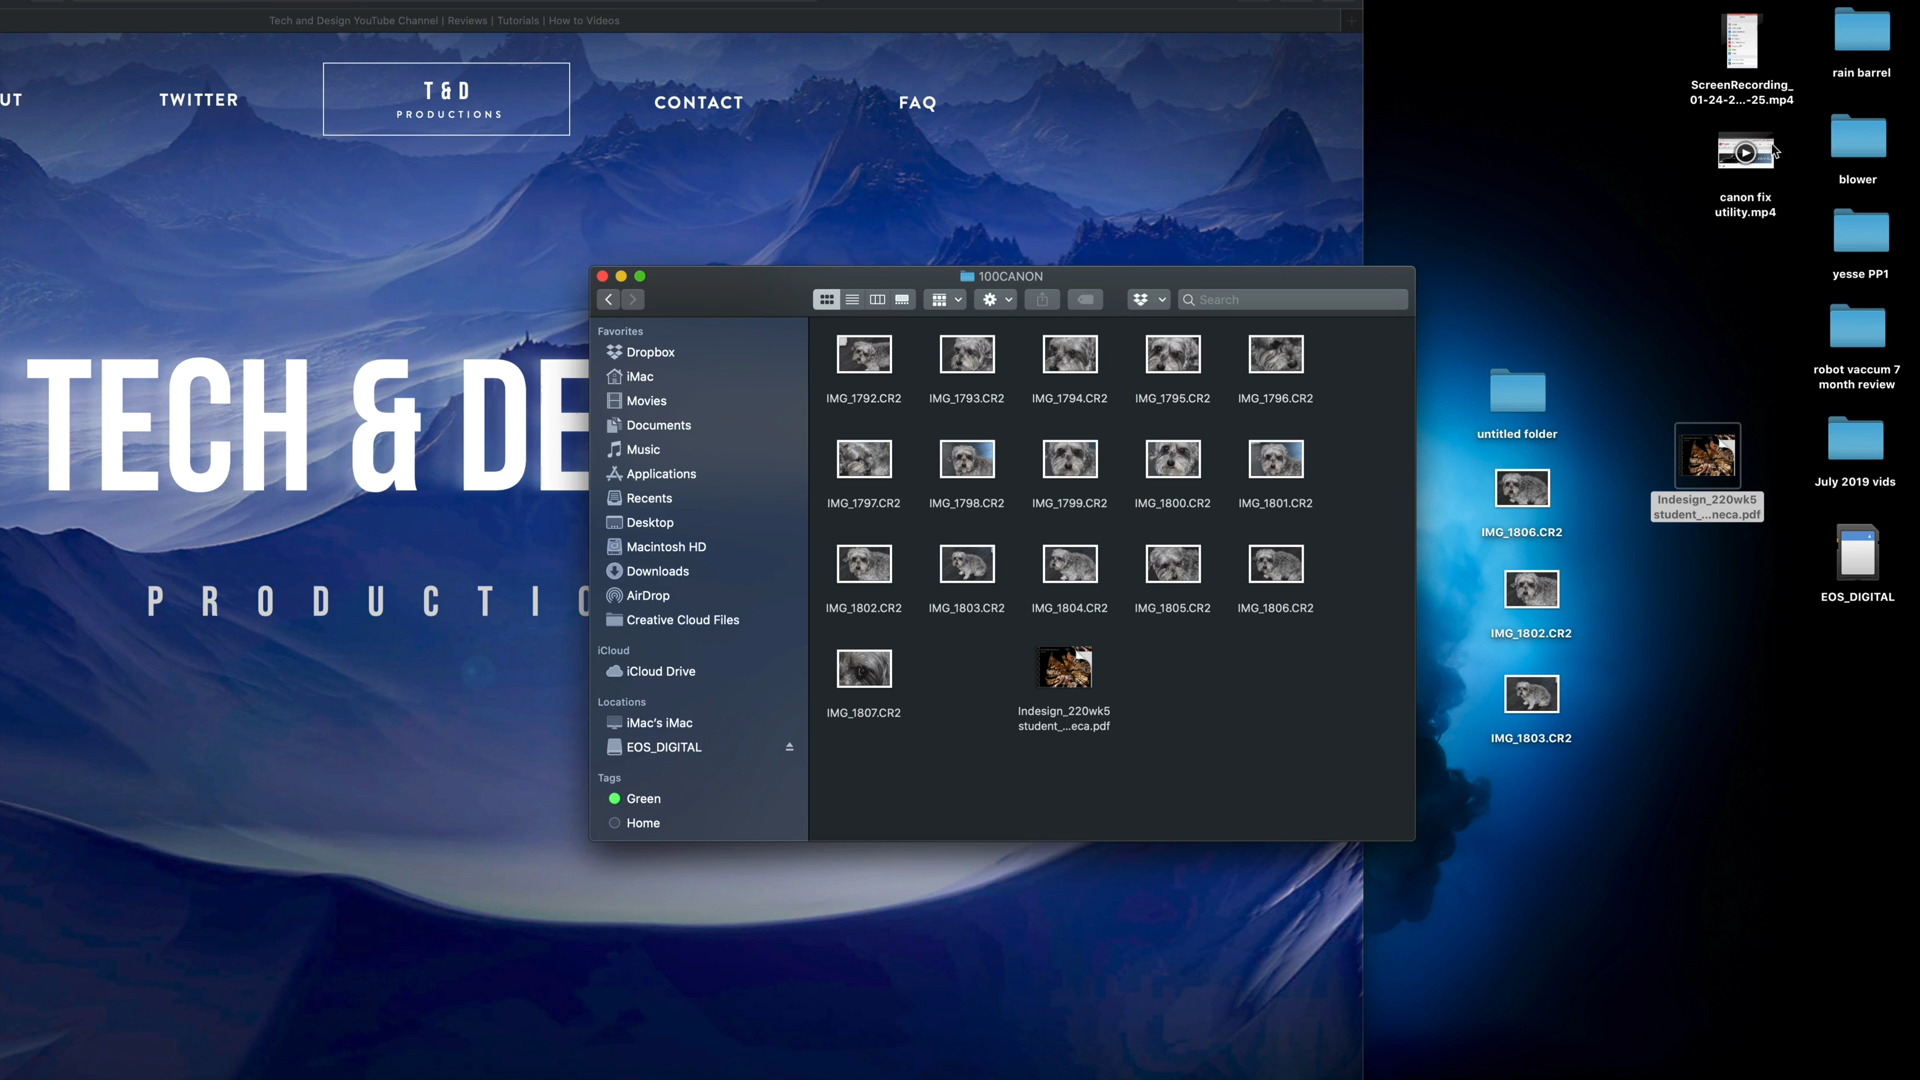 Tech and Design YouTube Channel | Reviews | Tutorials | How to Videos
UT
TWITTER
T & D
PRODUCTIONS
CONTACT
FAQ
TECH & DE
PRODUCTIO
100CANON
Search
Favorites
Dropbox
iMac
Movies
Documents
Music
Applications
Recents
Desktop
Macintosh HD
Downloads
AirDrop
Creative Cloud Files
iCloud
iCloud Drive
Locations
iMac's iMac
EOS_DIGITAL
Tags
Green
Home
IMG_1792.CR2
IMG_1793.CR2
IMG_1794.CR2
IMG_1795.CR2
IMG_1796.CR2
IMG_1797.CR2
IMG_1798.CR2
IMG_1799.CR2
IMG_1800.CR2
IMG_1801.CR2
IMG_1802.CR2
IMG_1803.CR2
IMG_1804.CR2
IMG_1805.CR2
IMG_1806.CR2
IMG_1807.CR2
Indesign_220wk5
student_...eca.pdf
ScreenRecording_
01-24-2...-25.mp4
canon fix
utility.mp4
untitled folder
IMG_1806.CR2
IMG_1802.CR2
IMG_1803.CR2
Indesign_220wk5
student_...neca.pdf
rain barrel
blower
yesse PP1
robot vaccum 7
month review
July 2019 vids
EOS_DIGITAL